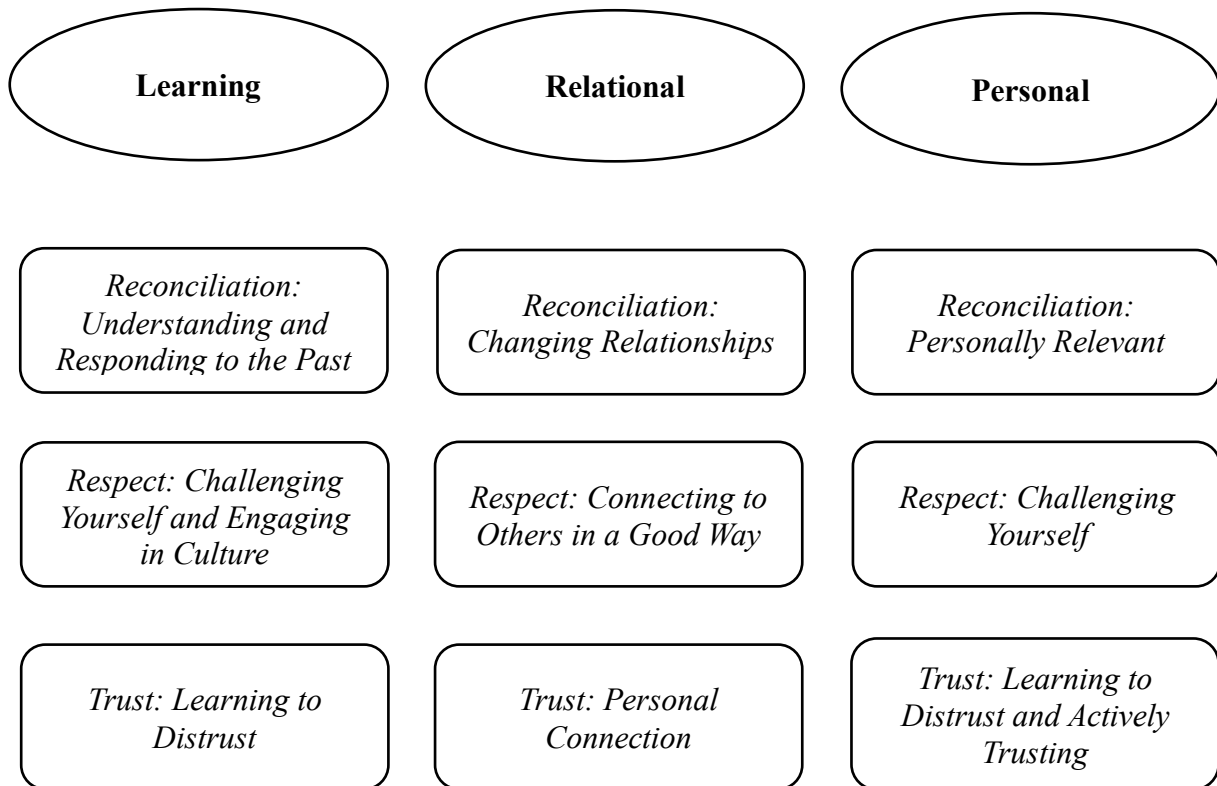 Learning
Relational
Personal
Reconciliation:
Understanding and
Responding to the Past
Reconciliation:
Changing Relationships
Reconciliation:
Personally Relevant
Respect: Challenging
Yourself and Engaging
in Culture
Respect: Connecting to
Others in a Good Way
Respect: Challenging
Yourself
Trust: Learning to
Distrust
Trust: Personal
Connection
Trust: Learning to
Distrust and Actively
Trusting